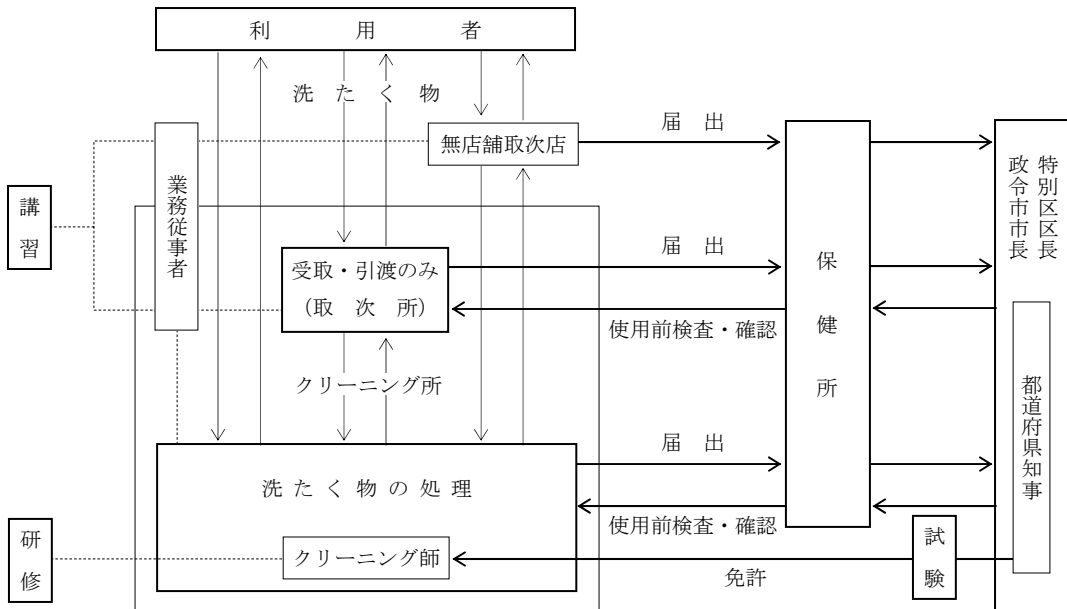 利用者
洗たく物
無店舗取次店
届出
業務従事者
講習
受取・引渡のみ
（取次所）
届出
使用前検査・確認
保健所
特別区区長
政令市市長
都道府県知事
クリーニング所
届出
洗たく物の処理
使用前検査・確認
研修
クリーニング師
免許
試験